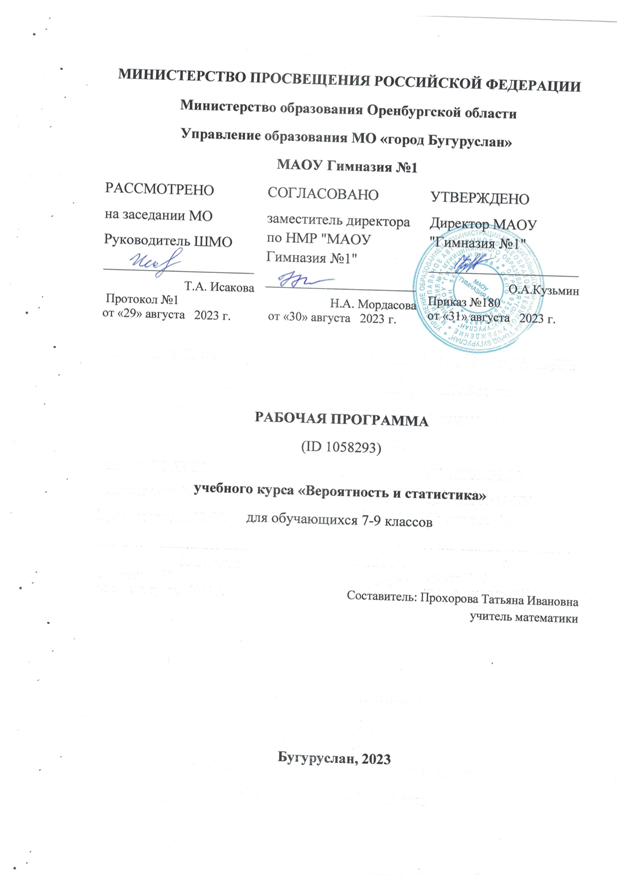 МИНИСТЕРСТВО ПРОСВЕЩЕНИЯ РОССИЙСКОЙ ФЕДЕРАЦИИ
Министерство образования Оренбургской области
Управление образования МО «город Бугуруслан»
МАОУ Гимназия №1
РАССМОТРЕНО
на заседании МО
Руководитель ШМО
Т.А. Исакова
Протокол №1
от «29» августа 2023 г.
СОГЛАСОВАНО
заместитель директора
по НМР "МАОУ
Гимназия №1"
Н.А. Мордасова
от «30» августа 2023 г.
УТВЕРЖДЕНО
Директор МАОУ
"Гимназия №1"
О.А.Кузьмин
Приказ №180
от «31» августа 2023 г.
МАОУ
ГИМНАЗИЯ
РАБОЧАЯ ПРОГРАММА
(ID 1058293)
учебного курса «Вероятность и статистика»
для обучающихся 7-9 классов
Составитель: Прохорова Татьяна Ивановна
учитель математики
Бугуруслан, 2023